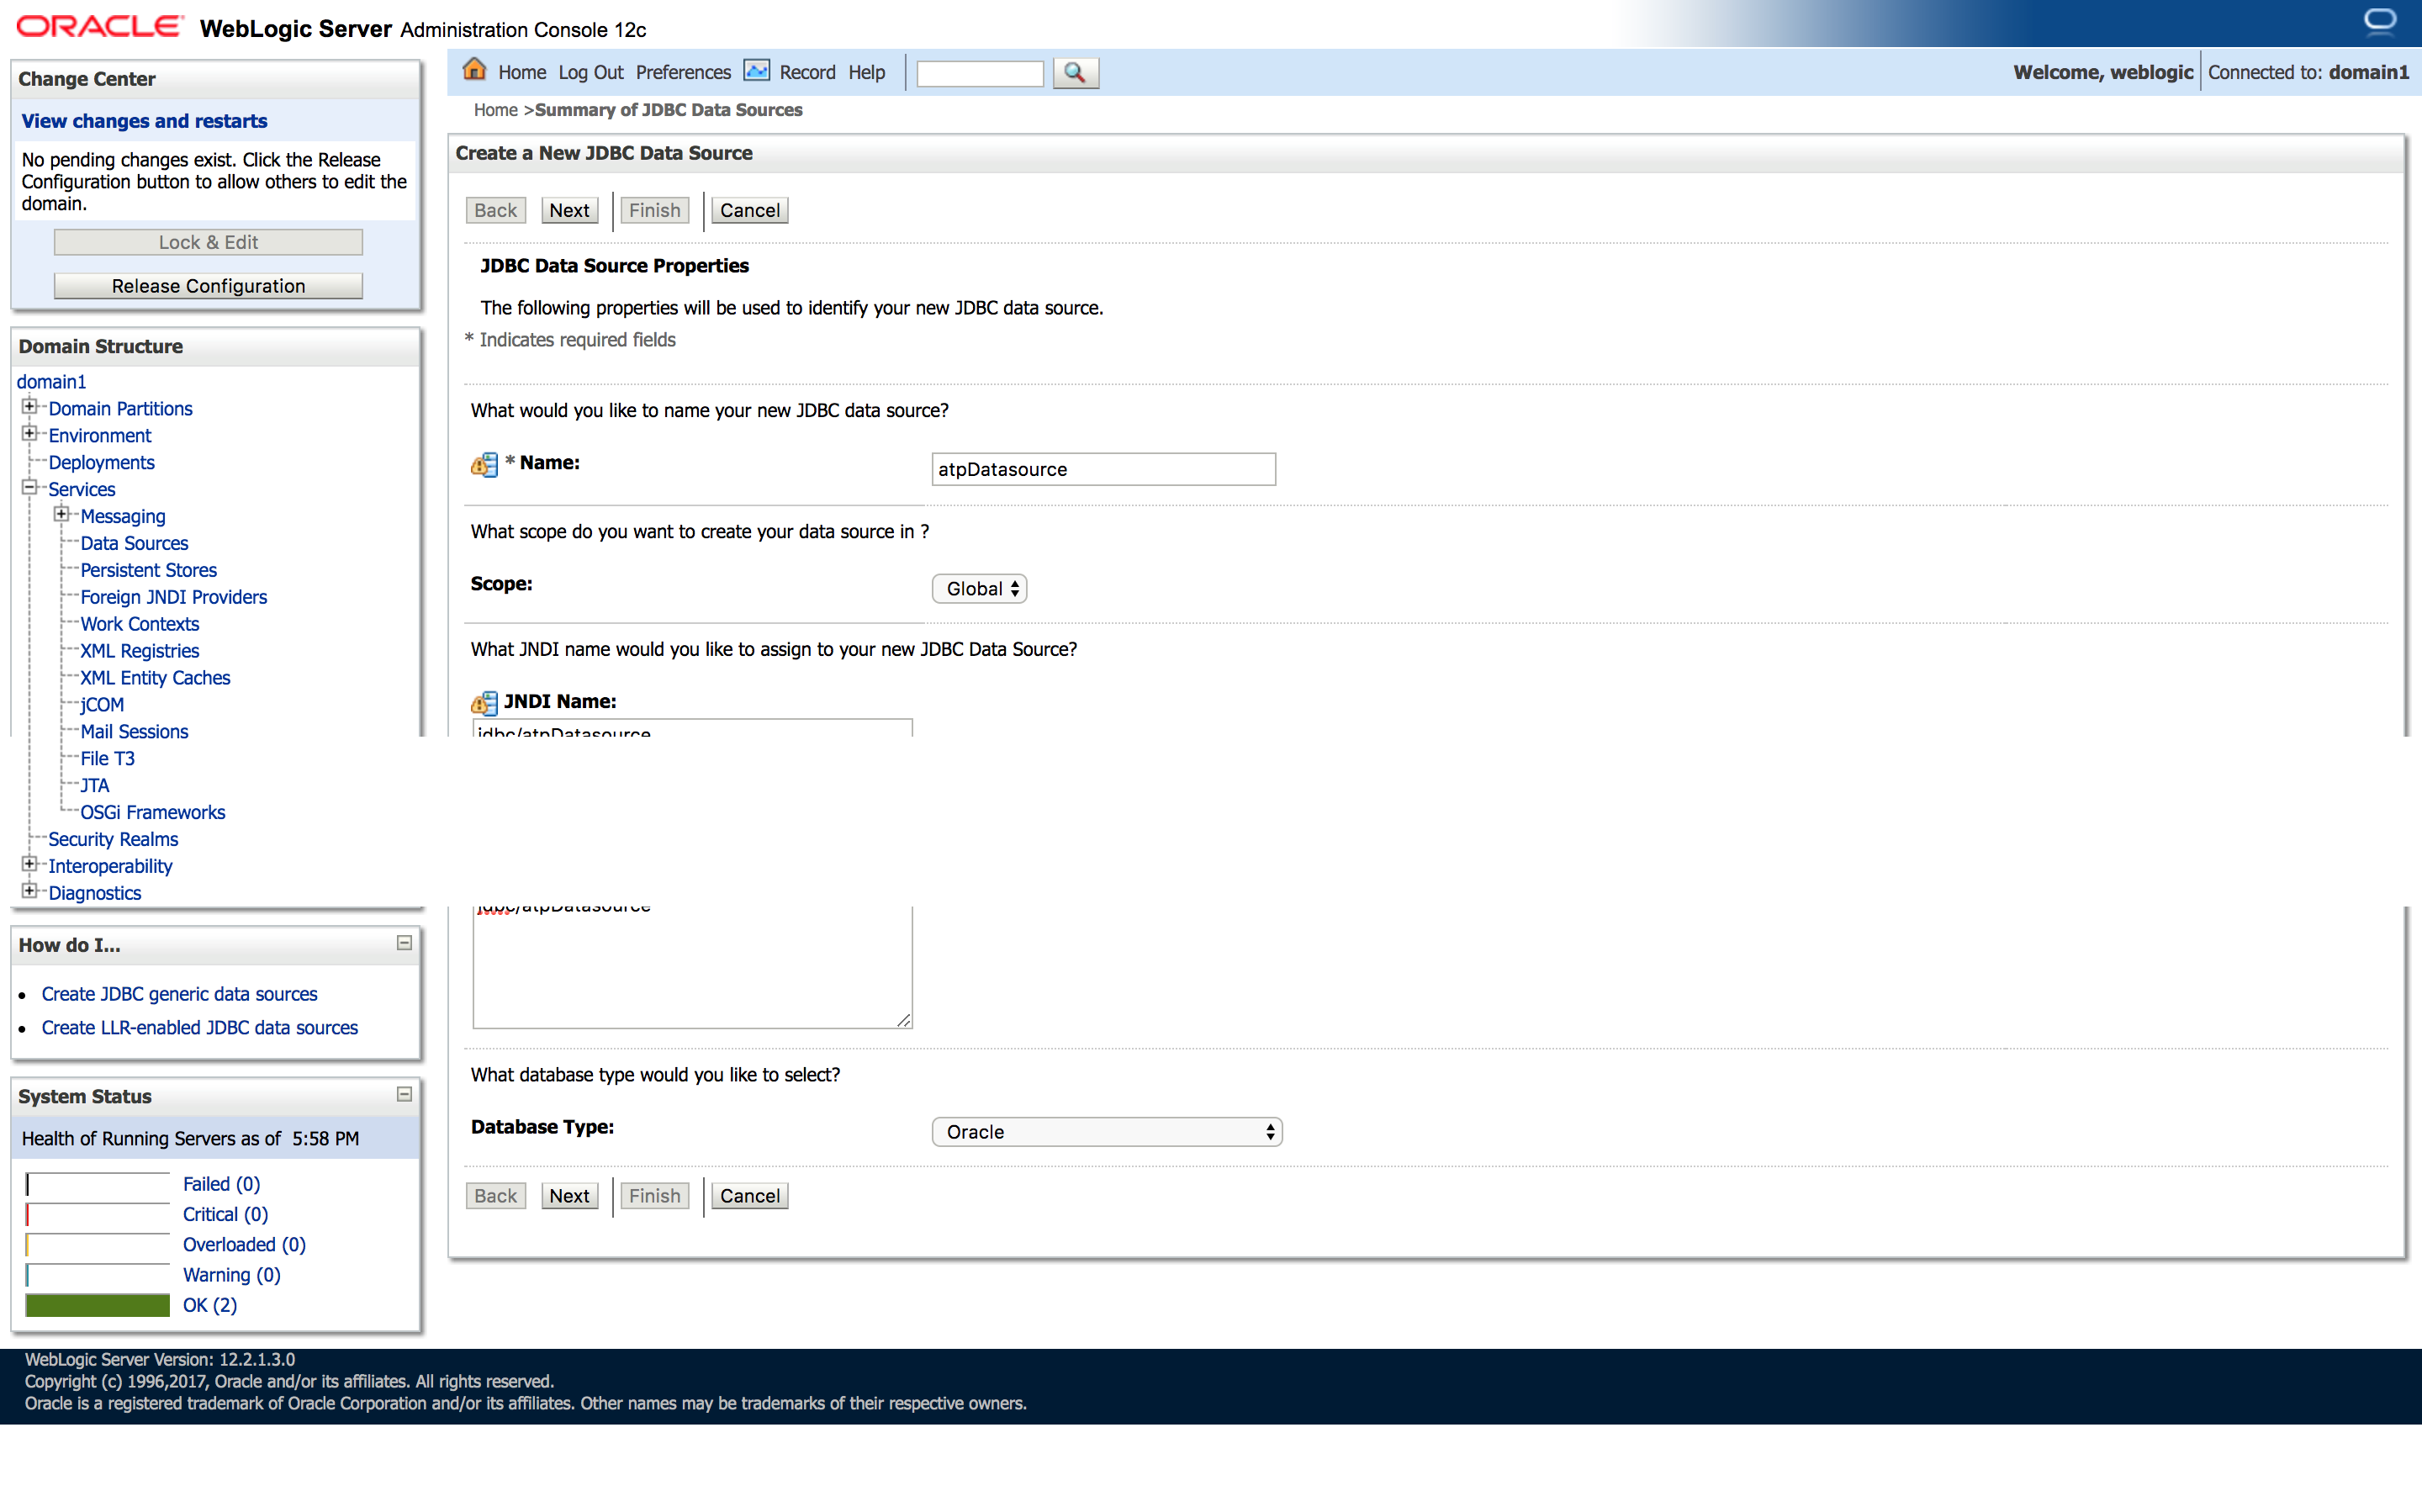 ORACLE WebLogic Server Administration Console 12c
Change Center
View changes and restarts
No pending changes exist. Click the Release
Configuration button to allow others to edit the
domain.
Lock & Edit
Release Configuration
Domain Structure
domain1
Domain Partitions
Environment
Deployments
Services
Messaging
Data Sources
Persistent Stores
Foreign JNDI Providers
Work Contexts
XML Registries
XML Entity Caches
jCOM
Mail Sessions
File T3
JTA
OSGi Frameworks
Security Realms
Interoperability
Diagnostics
How do I...
Create JDBC generic data sources
Create LLR-enabled JDBC data sources
System Status
Health of Running Servers as of 5:58 PM
Failed (0)
Critical (0)
Overloaded (0)
Warning (0)
OK (2)
Home Log Out Preferences Record Help
Welcome, weblogic Connected to: domain1
Home >Summary of JDBC Data Sources
Create a New JDBC Data Source
Back Next Finish Cancel
JDBC Data Source Properties
The following properties will be used to identify your new JDBC data source.
* Indicates required fields
What would you like to name your new JDBC data source?
* Name: atpDatasource
What scope do you want to create your data source in ?
Scope: Global
What JNDI name would you like to assign to your new JDBC Data Source?
JNDI Name:
jdbc/atpDatasource
jdbc/atpDatasource
What database type would you like to select?
Database Type: Oracle
Back Next Finish Cancel
WebLogic Server Version: 12.2.1.3.0
Copyright (c) 1996,2017, Oracle and/or its affiliates. All rights reserved.
Oracle is a registered trademark of Oracle Corporation and/or its affiliates. Other names may be trademarks of their respective owners.